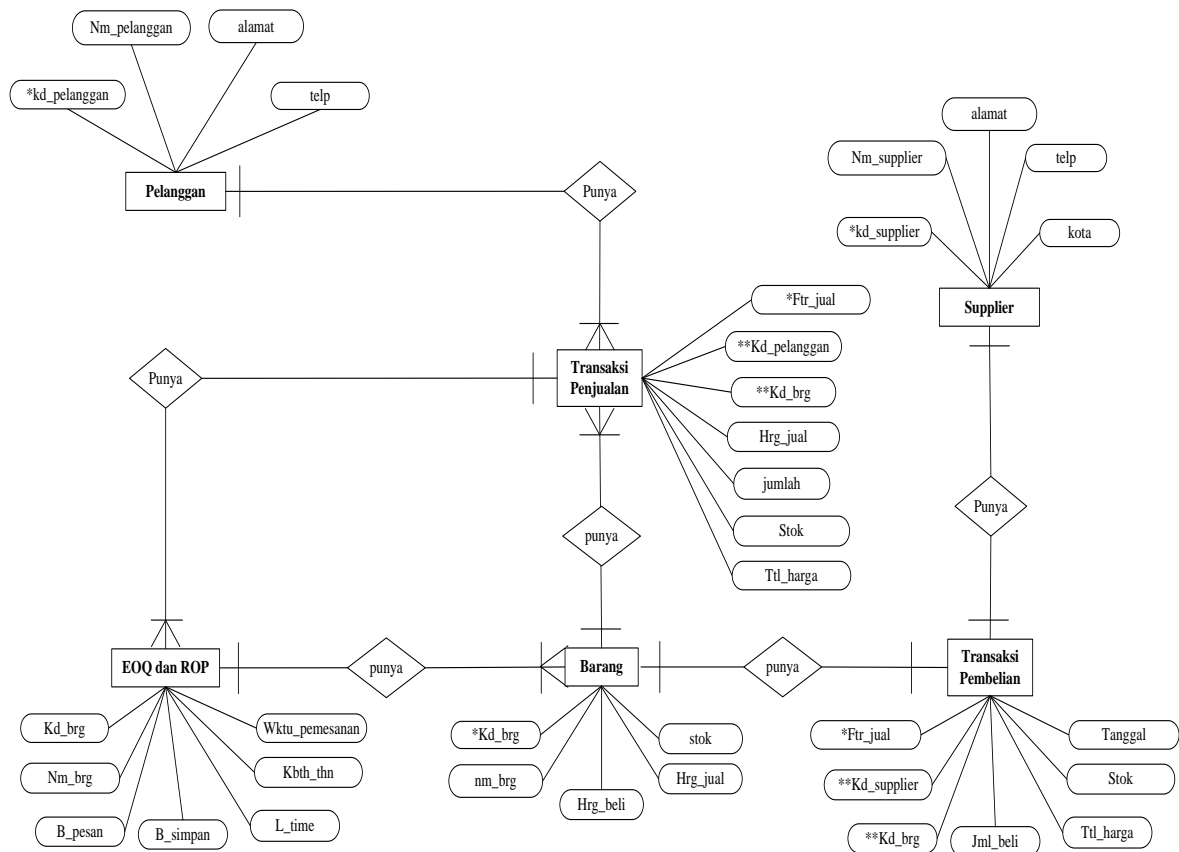 Nm_pelanggan
alamat
*kd_pelanggan
telp
Pelanggan
Punya
alamat
Nm_supplier
telp
*kd_supplier
kota
Supplier
*Ftr_jual
**Kd_pelanggan
**Kd_brg
Hrg_jual
jumlah
Stok
Ttl_harga
Transaksi
Penjualan
Punya
punya
Punya
EOQ dan ROP
punya
Barang
punya
Transaksi
Pembelian
Kd_brg
Wktu_pemesanan
Nm_brg
Kbth_thn
B_pesan
B_simpan
L_time
*Kd_brg
stok
nm_brg
Hrg_jual
Hrg_beli
*Ftr_jual
Tanggal
**Kd_supplier
Stok
**Kd_brg
Jml_beli
Ttl_harga